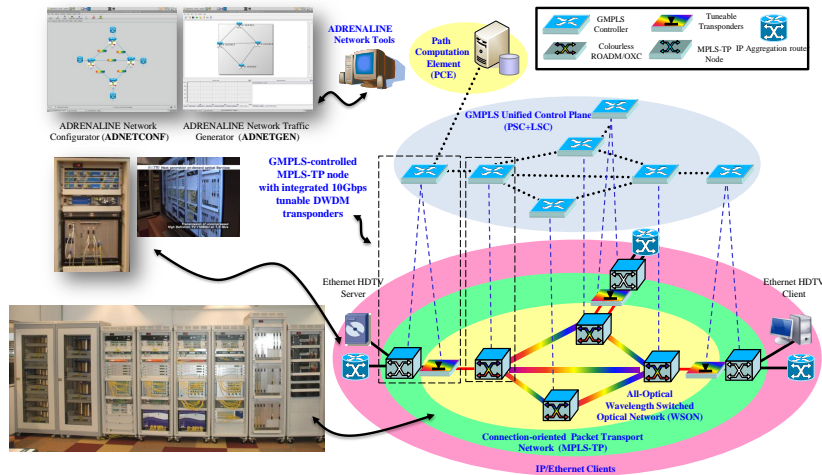 ADRENALINE
Network Tools
Path
Computation
Element
(PCE)
GMPLS
Controller
Tuneable
Transponders
Colourless
ROADM/OXC
MPLS-TP
Node
IP Aggregation route
ADRENALINE Network
Configurator (ADNETCONF)
ADRENALINE Network Traffic
Generator (ADNETGEN)
GMPLS Unified Control Plane
(PSC+LSC)
GMPLS-controlled
MPLS-TP node
with integrated 10Gbps
tunable DWDM
transponders
Ethernet HDTV
Server
Ethernet HDTV
Client
All-Optical
Wavelength Switched
Optical Network (WSON)
Connection-oriented Packet Transport
Network (MPLS-TP)
IP/Ethernet Clients